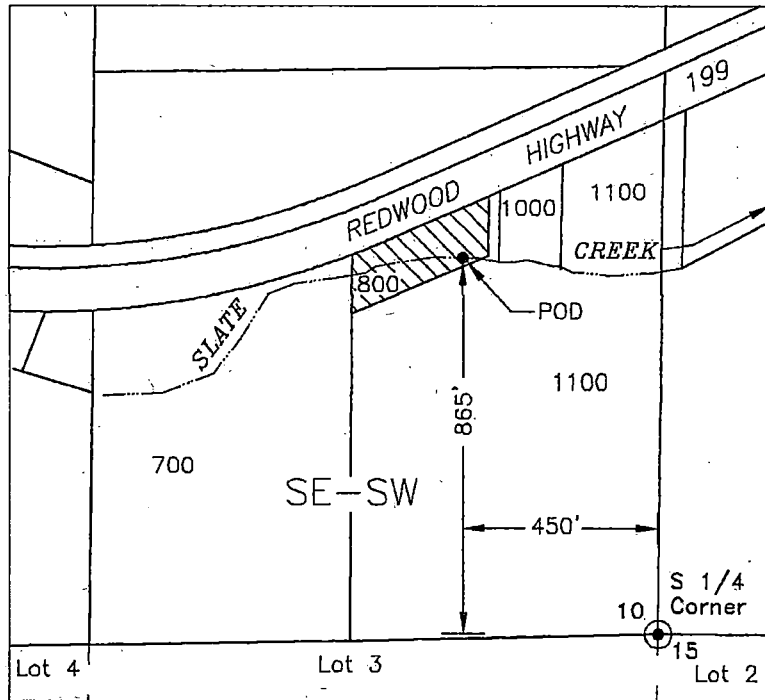 199
HIGHWAY
REDWOOD
1000
1100
CREEK
800
POD
SLATE
865'
1100
700
SE-SW
450'
S 1/4
Corner
10
15
Lot 4
Lot 3
Lot 2